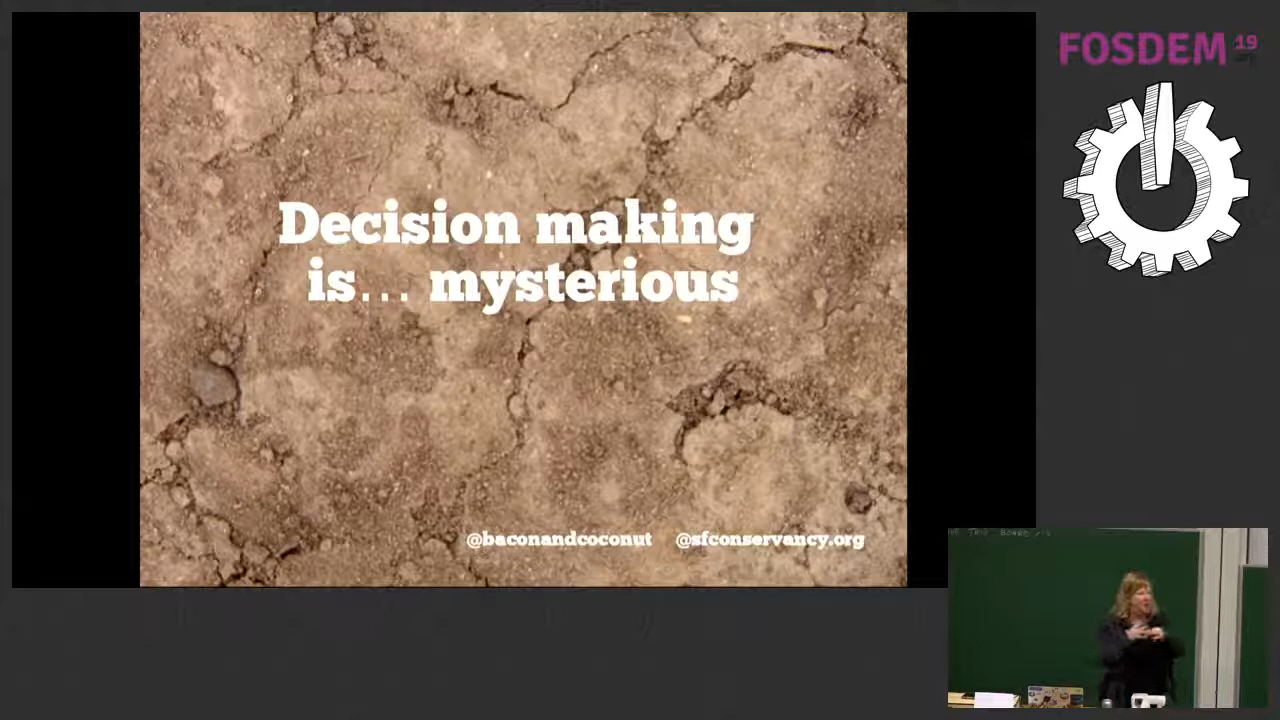 FOSDEM 19
Decision making
is... mysterious
@baconandcoconut @sfconservancy.org